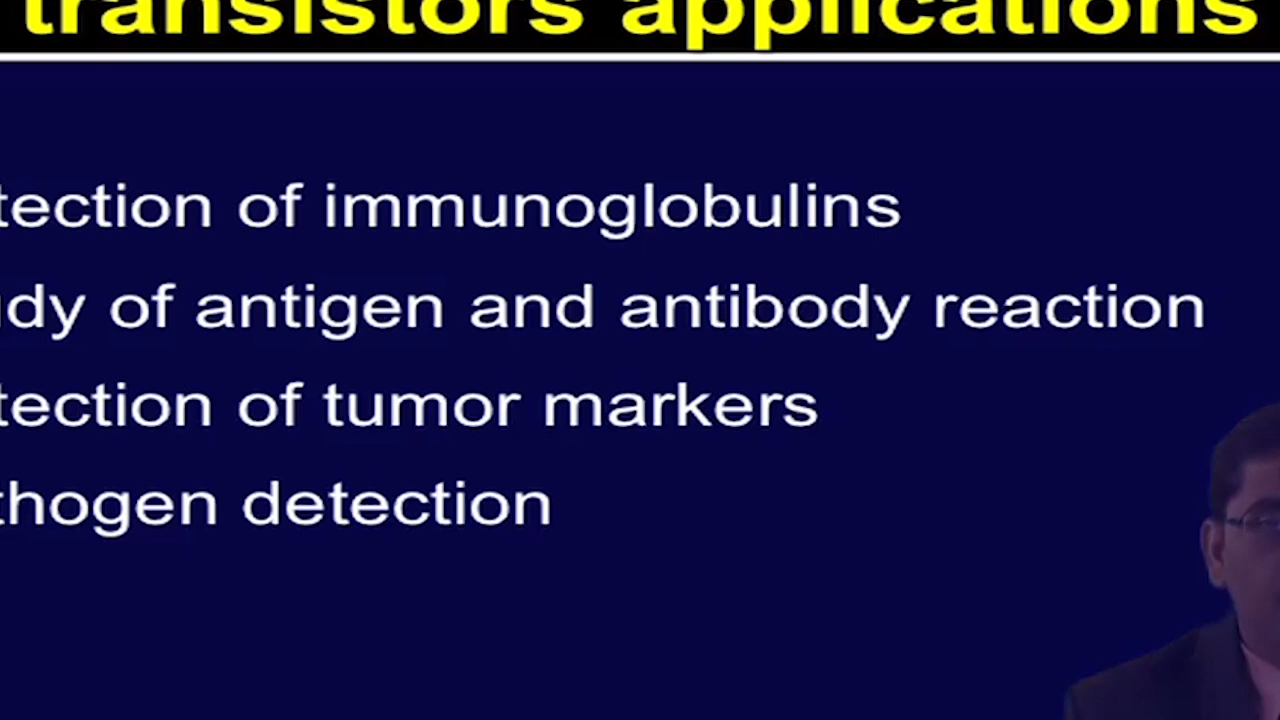 transistors applications
tection of immunoglobulins
dy of antigen and antibody reaction
tection of tumor markers
thogen detection